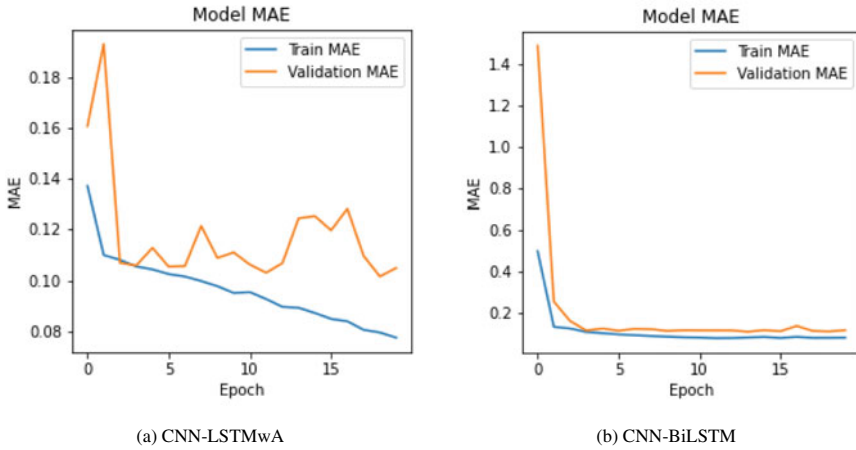 Model MAE
Train MAE
Validation MAE
0.18
0.16
0.14
0.12
0.10
0.08
MAE
0
5
10
15
Epoch
(a) CNN-LSTMwA
Model MAE
Train MAE
Validation MAE
1.4
1.2
1.0
0.8
0.6
0.4
0.2
MAE
0
5
10
15
Epoch
(b) CNN-BiLSTM